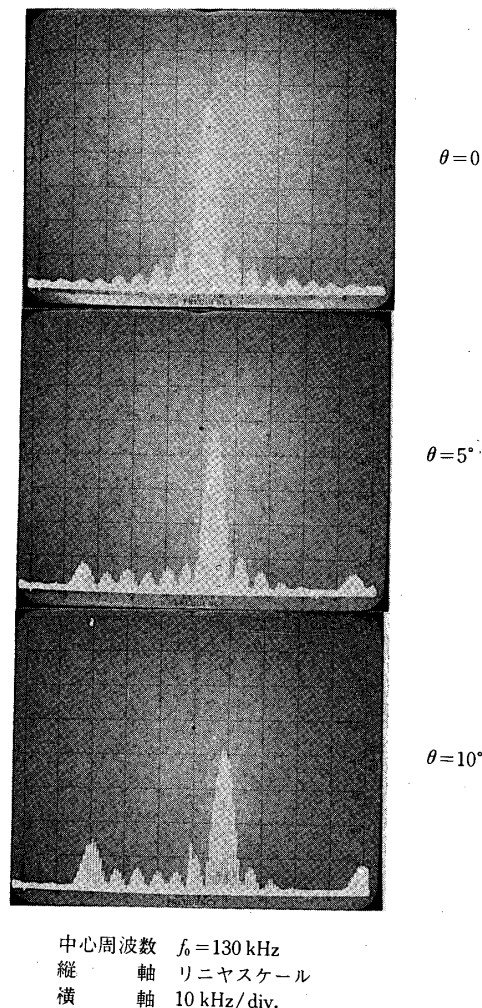 θ=0
θ=5°
θ=10°
中心周波数 f₀=130 kHz
縦 軸 リニヤスケール
横 軸 10 kHz/div.